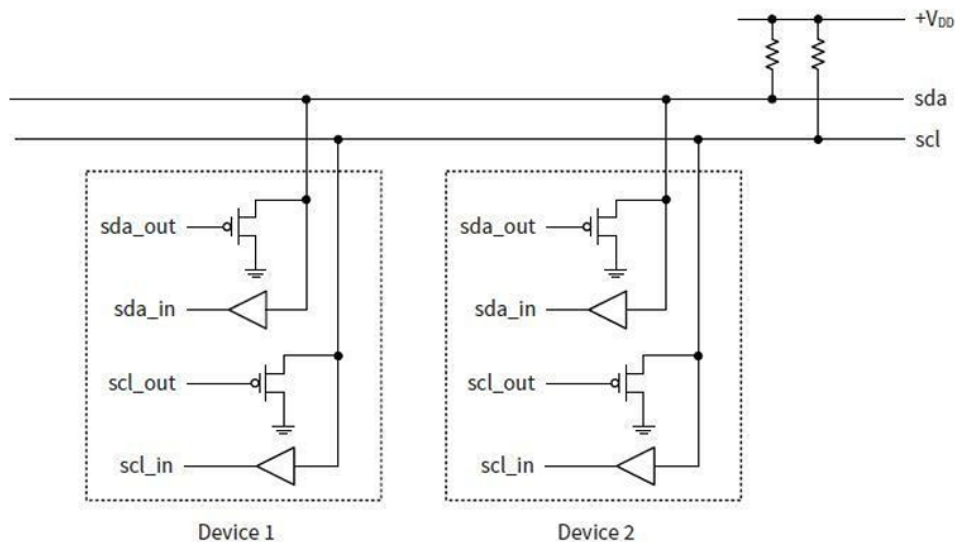 +VDD
sda
scl
sda_out
sda_in
scl_out
scl_in
Device 1
sda_out
sda_in
scl_out
scl_in
Device 2